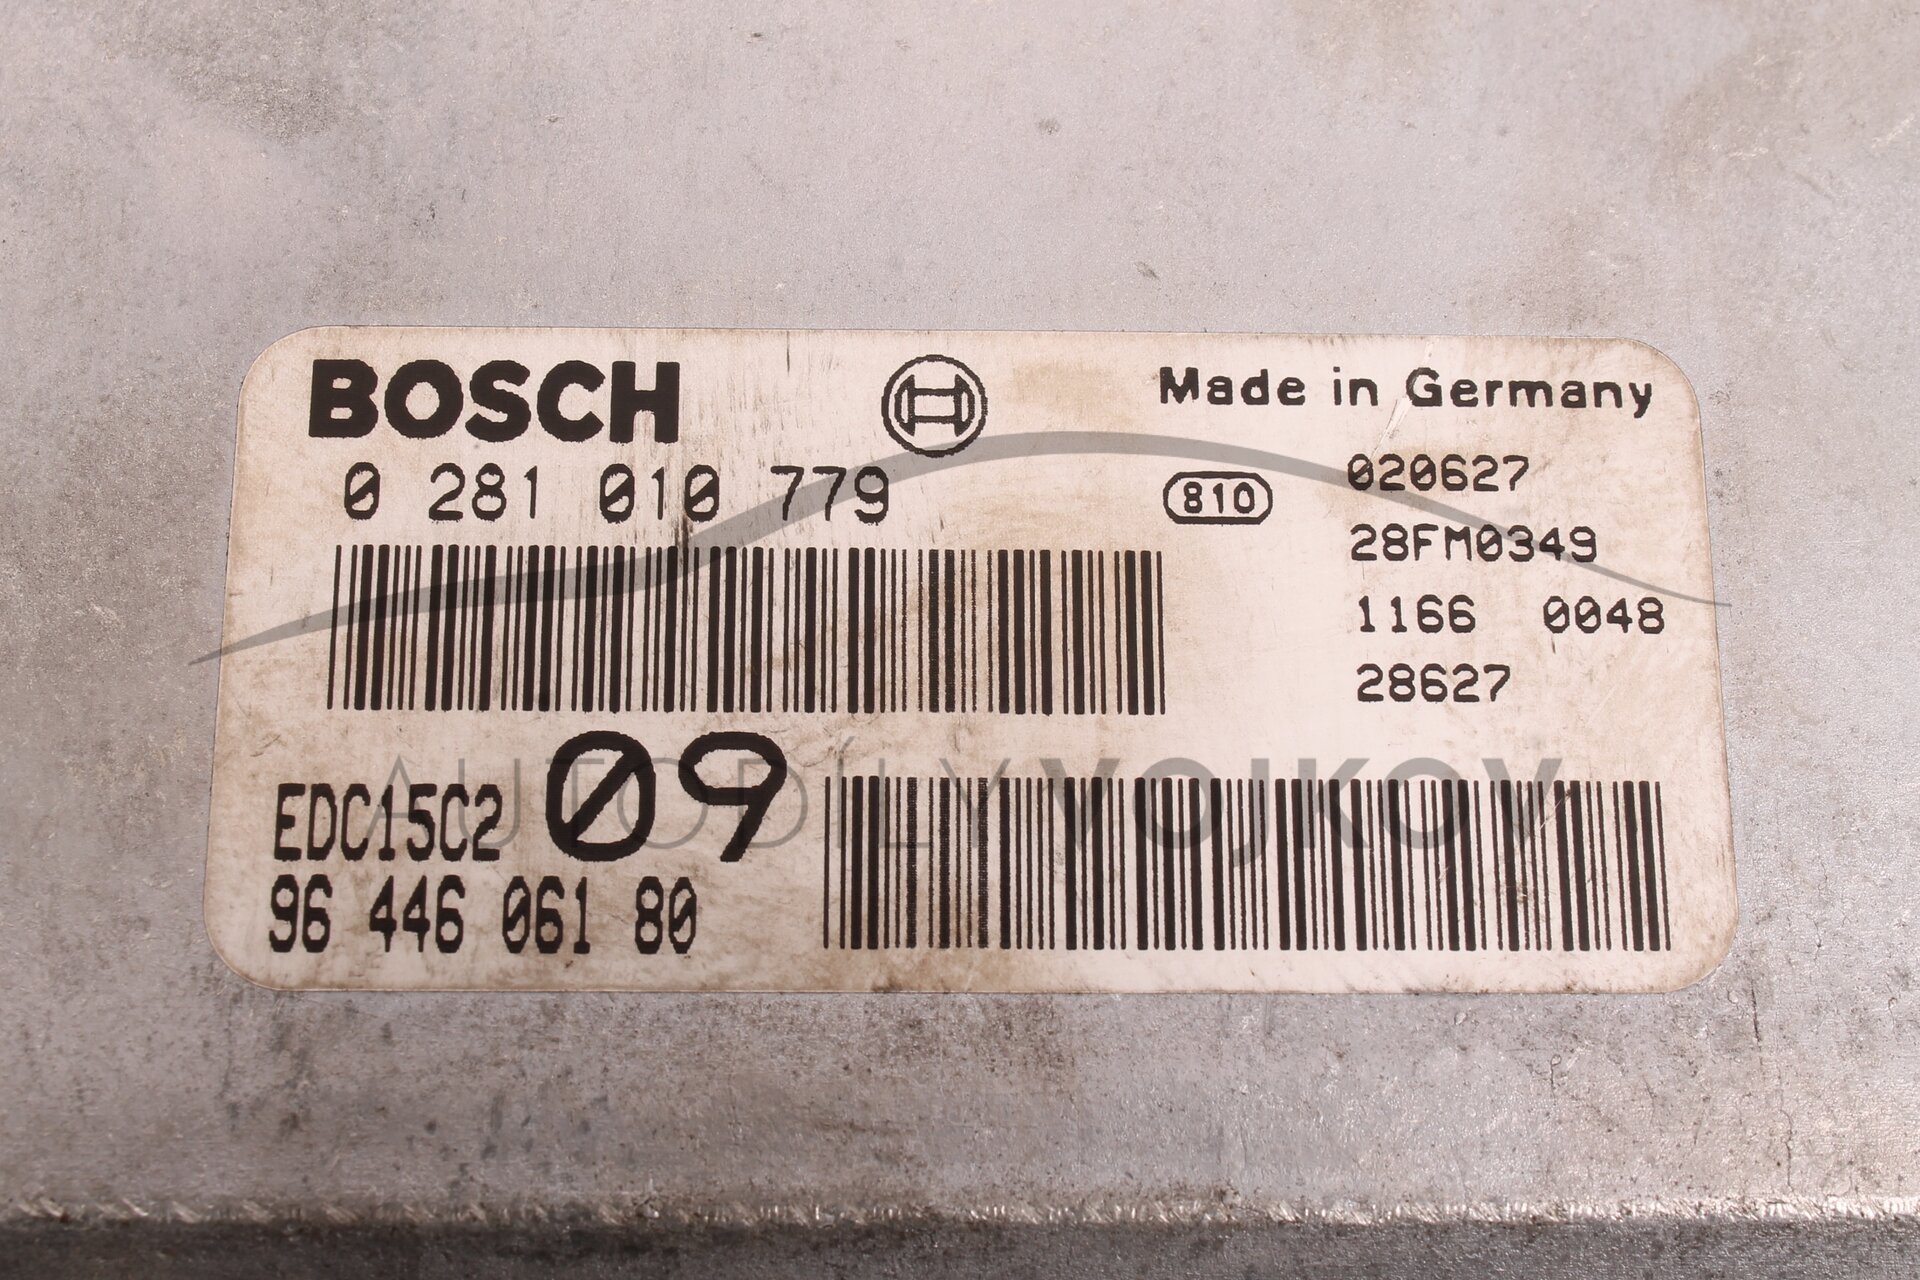 BOSCH
Made in Germany
0 281 010 779
810
020627
28FM0349
1166 0048
28627
EDC15C2 09
96 446 061 80
AUTODÍLY VOJKOV